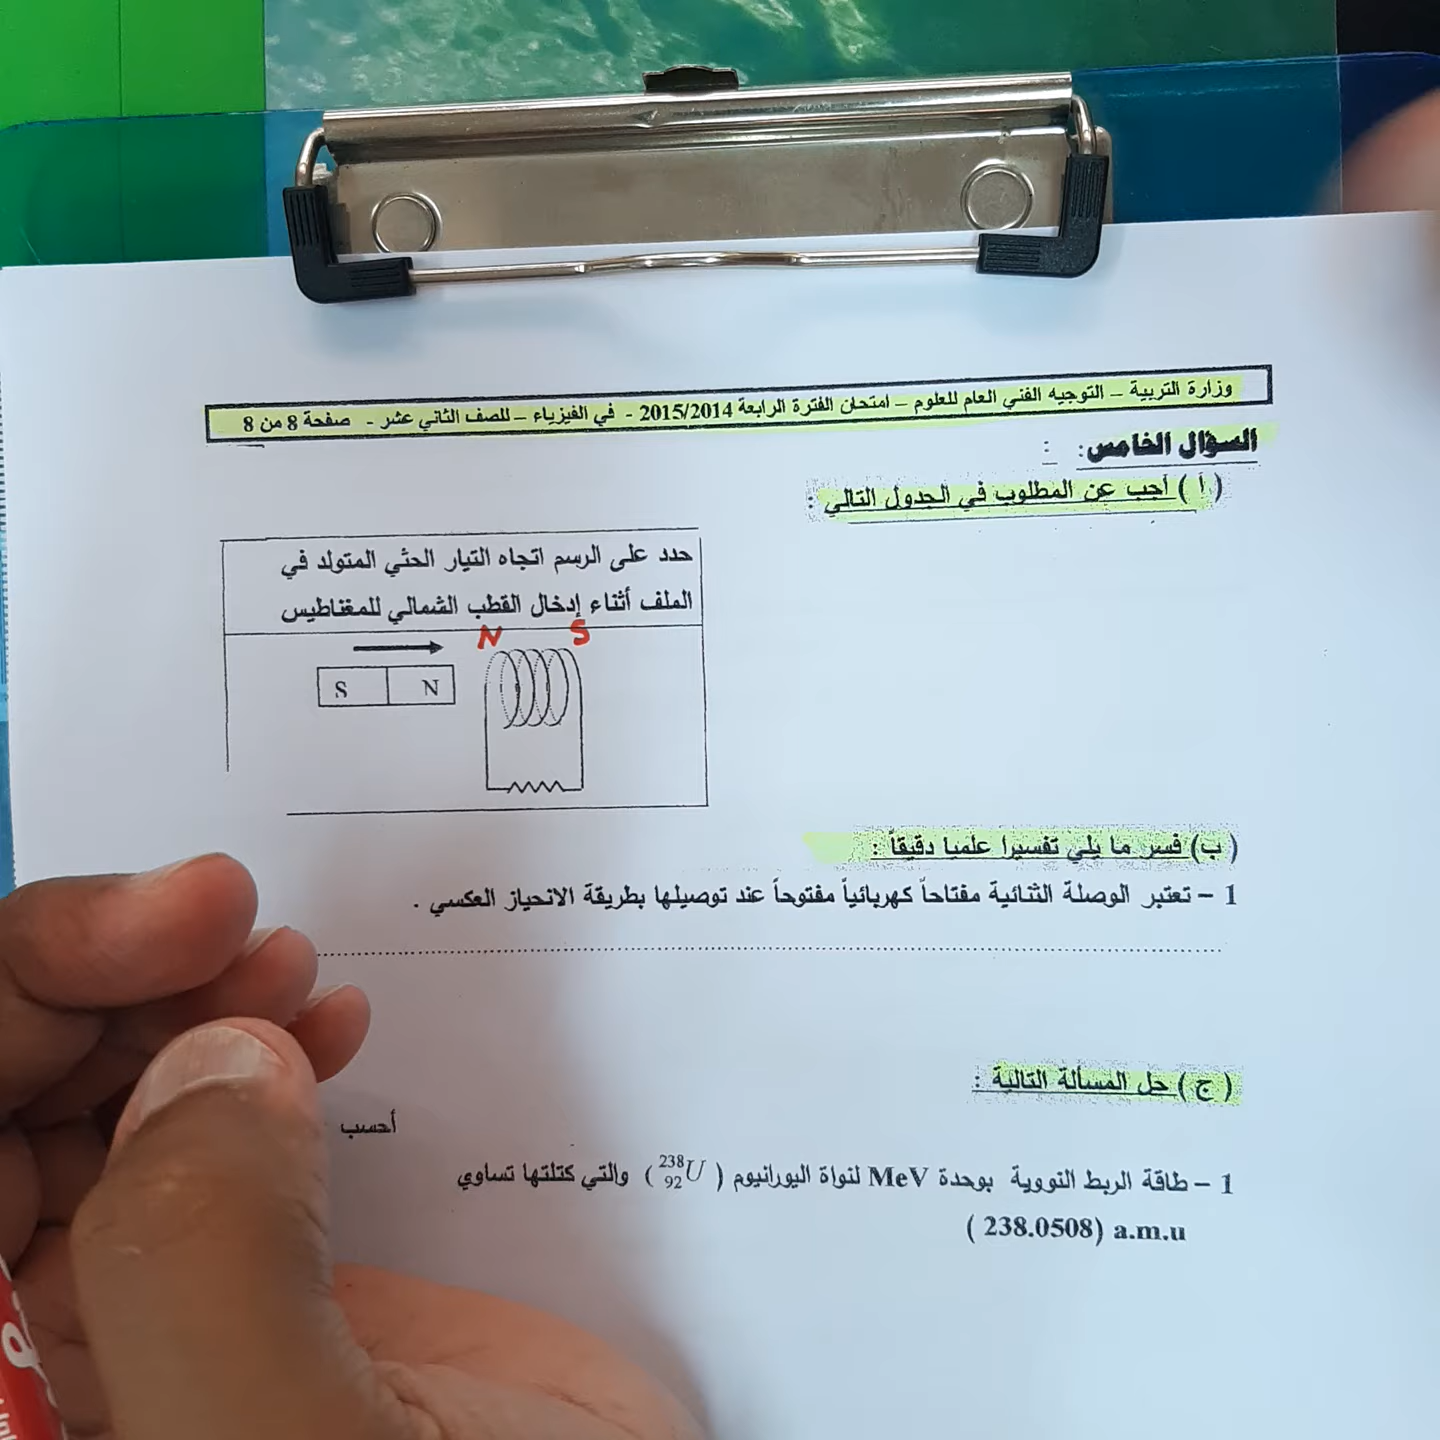 وزارة التربية – التوجيه الفني العام للعلوم – امتحان الفترة الرابعة 2015/2014 - في الفيزياء – للصف الثاني عشر - صفحة 8 من 8
السؤال الخامس: :
( أ ) أجب عن المطلوب في الجدول التالي :
حدد على الرسم اتجاه التيار الحثي المتولد في
الملف أثناء إدخال القطب الشمالي للمغناطيس
N S
S N
( ب) فسر ما يلي تفسيرا علميا دقيقاً :
1 – تعتبر الوصلة الثنائية مفتاحاً كهربائياً مفتوحاً عند توصيلها بطريقة الانحياز العكسي .
( ج ) حل المسألة التالية :
أحسب
1 – طاقة الربط النووية بوحدة MeV لنواة اليورانيوم ( ²³⁸₉₂U ) والتي كتلتها تساوي
( 238.0508) a.m.u